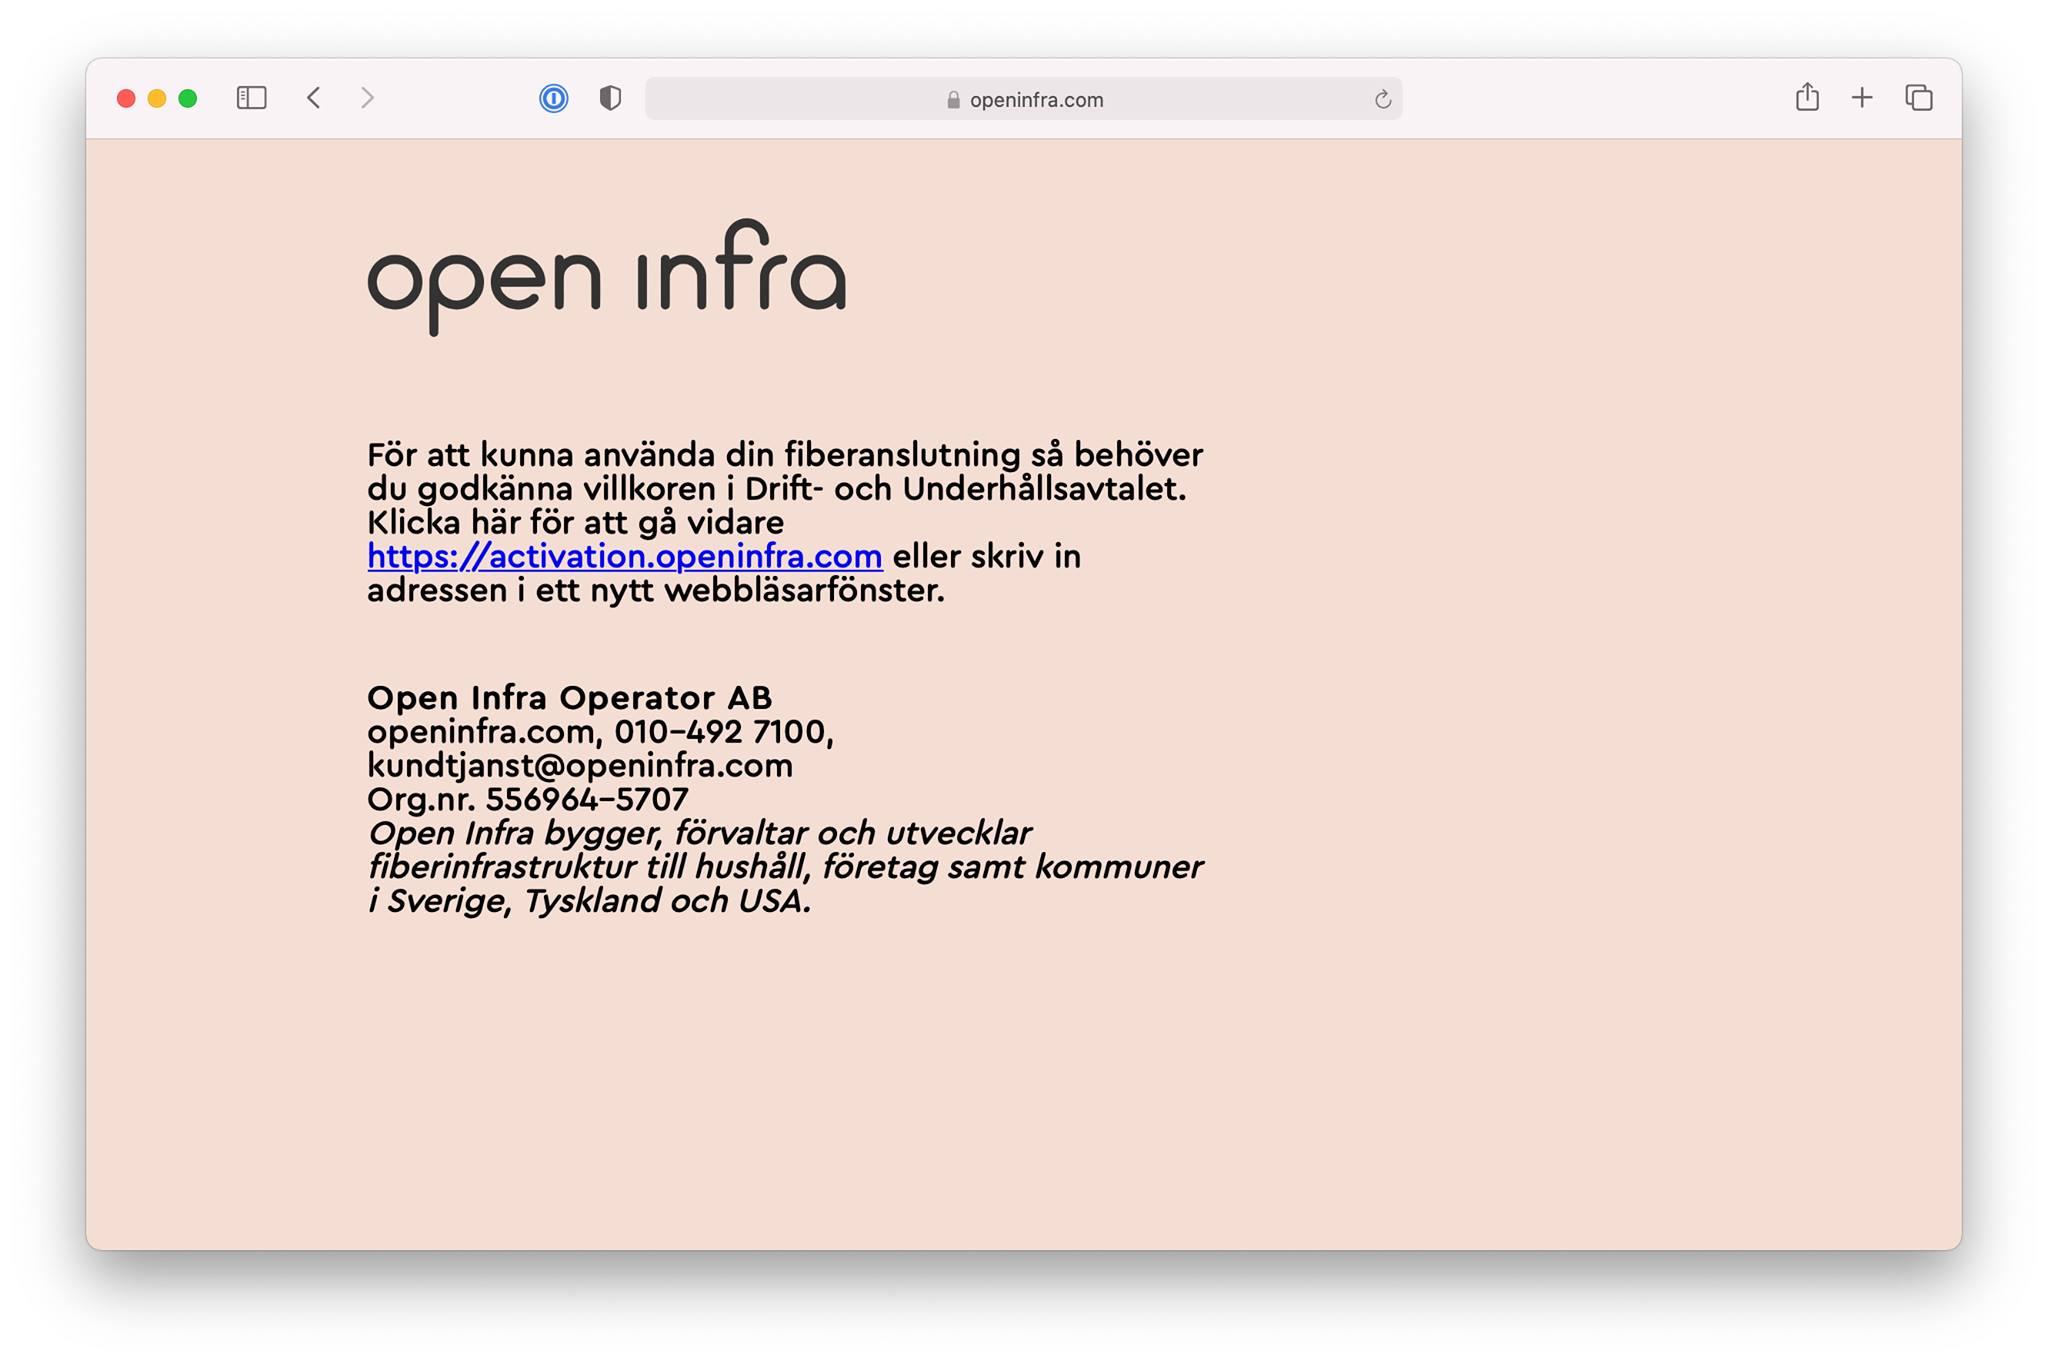 openinfra.com
open infra
För att kunna använda din fiberanslutning så behöver
du godkänna villkoren i Drift- och Underhållsavtalet.
Klicka här för att gå vidare
https://activation.openinfra.com eller skriv in
adressen i ett nytt webbläsarfönster.
Open Infra Operator AB
openinfra.com, 010-492 7100,
kundtjanst@openinfra.com
Org.nr. 556964-5707
Open Infra bygger, förvaltar och utvecklar
fiberinfrastruktur till hushåll, företag samt kommuner
i Sverige, Tyskland och USA.